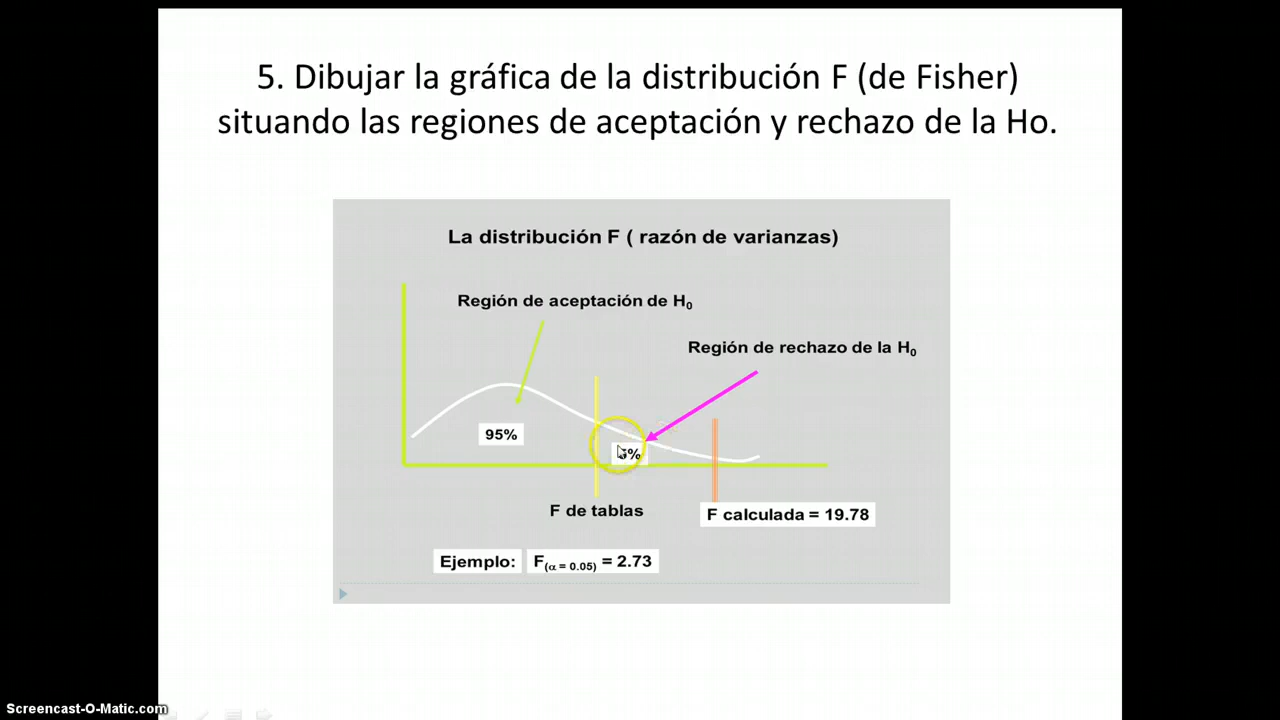 5. Dibujar la gráfica de la distribución F (de Fisher)
situando las regiones de aceptación y rechazo de la Ho.
La distribución F ( razón de varianzas)
Región de aceptación de H0
Región de rechazo de la H0
95%
5%
F de tablas
F calculada = 19.78
Ejemplo: F(α = 0.05) = 2.73
Screencast-O-Matic.com